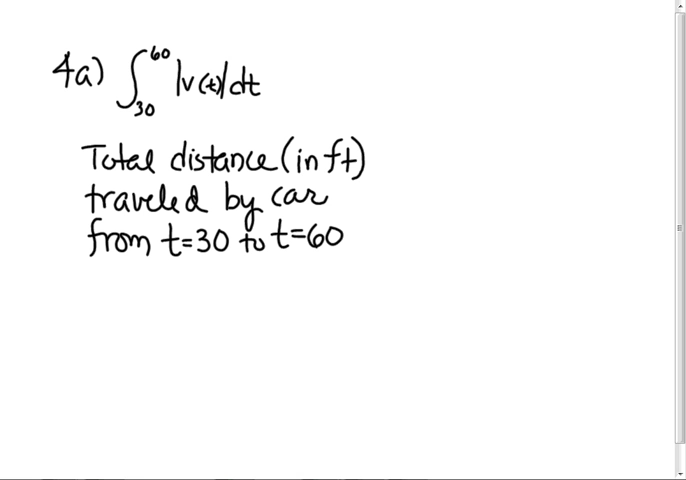 4a) ∫₃₀⁶⁰ |v(t)| dt
Total distance (in ft)
traveled by car
from t=30 to t=60